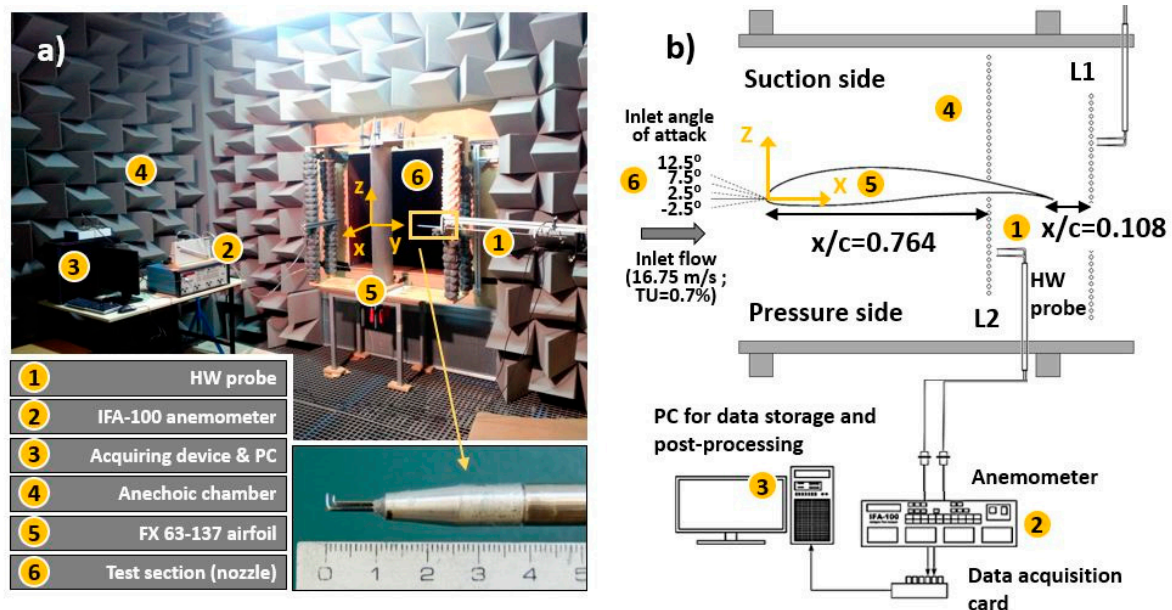 a)
4
6
z
2
y
1
3
x
5
1 HW probe
2 IFA-100 anemometer
3 Acquiring device & PC
4 Anechoic chamber
5 FX 63-137 airfoil
6 Test section (nozzle)
0 1 2 3 4 5
b)
Suction side
L1
4
Inlet angle
of attack
Z
12.5º
6 7.5º
2.5º
-2.5º
X
5
1
x/c=0.764
x/c=0.108
Inlet flow
(16.75 m/s ;
TU=0.7%)
HW
probe
Pressure side
L2
PC for data storage and
post-processing
3
Anemometer
IFA-100
2
Data acquisition
card